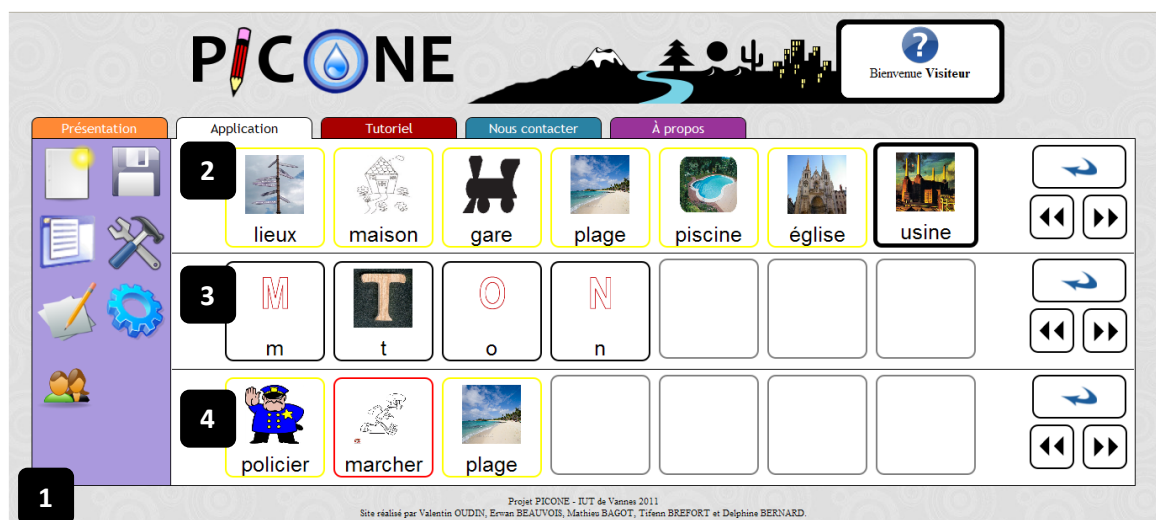 PICONE
Bienvenue Visiteur
Présentation
Application
Tutoriel
Nous contacter
À propos
2
lieux
maison
gare
plage
piscine
église
usine
3
M
T
O
N
m
t
o
n
4
policier
marcher
plage
1
Projet PICONE - IUT de Vannes 2011
Site réalisé par Valentin OUDIN, Erwan BEAUVOIS, Mathieu BAGOT, Tifenn BREFORT et Delphine BERNARD.